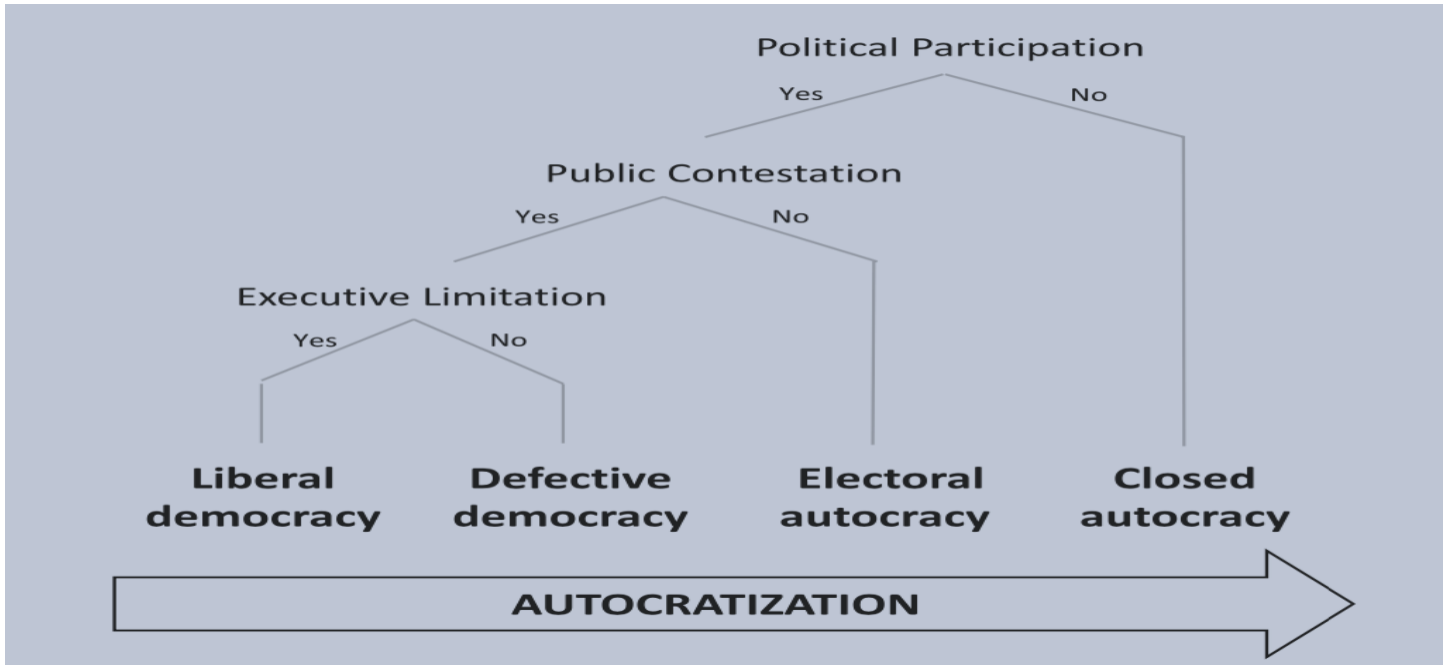 Political Participation
Yes
No
Public Contestation
Yes
No
Executive Limitation
Yes
No
Liberal
democracy
Defective
democracy
Electoral
autocracy
Closed
autocracy
AUTOCRATIZATION